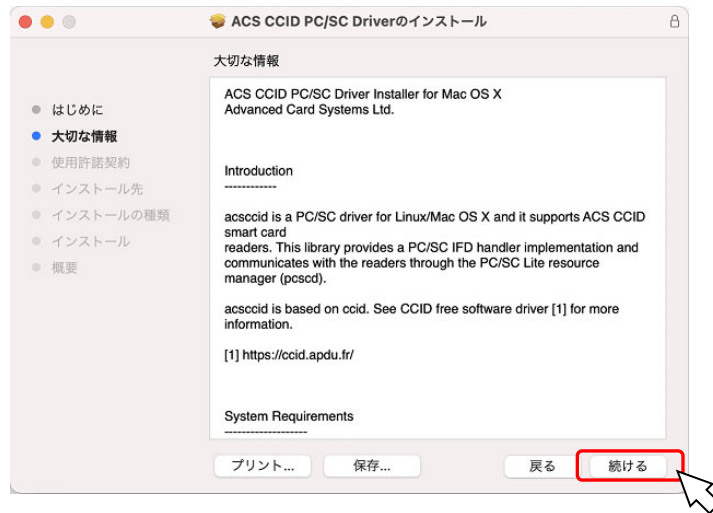 ACS CCID PC/SC Driverのインストール
大切な情報
はじめに
大切な情報
使用許諾契約
インストール先
インストールの種類
インストール
概要
ACS CCID PC/SC Driver Installer for Mac OS X
Advanced Card Systems Ltd.
Introduction
------------
acsccid is a PC/SC driver for Linux/Mac OS X and it supports ACS CCID
smart card
readers. This library provides a PC/SC IFD handler implementation and
communicates with the readers through the PC/SC Lite resource
manager (pcscd).
acsccid is based on ccid. See CCID free software driver [1] for more
information.
[1] https://ccid.apdu.fr/
System Requirements
-------------------
プリント...
保存...
戻る
続ける